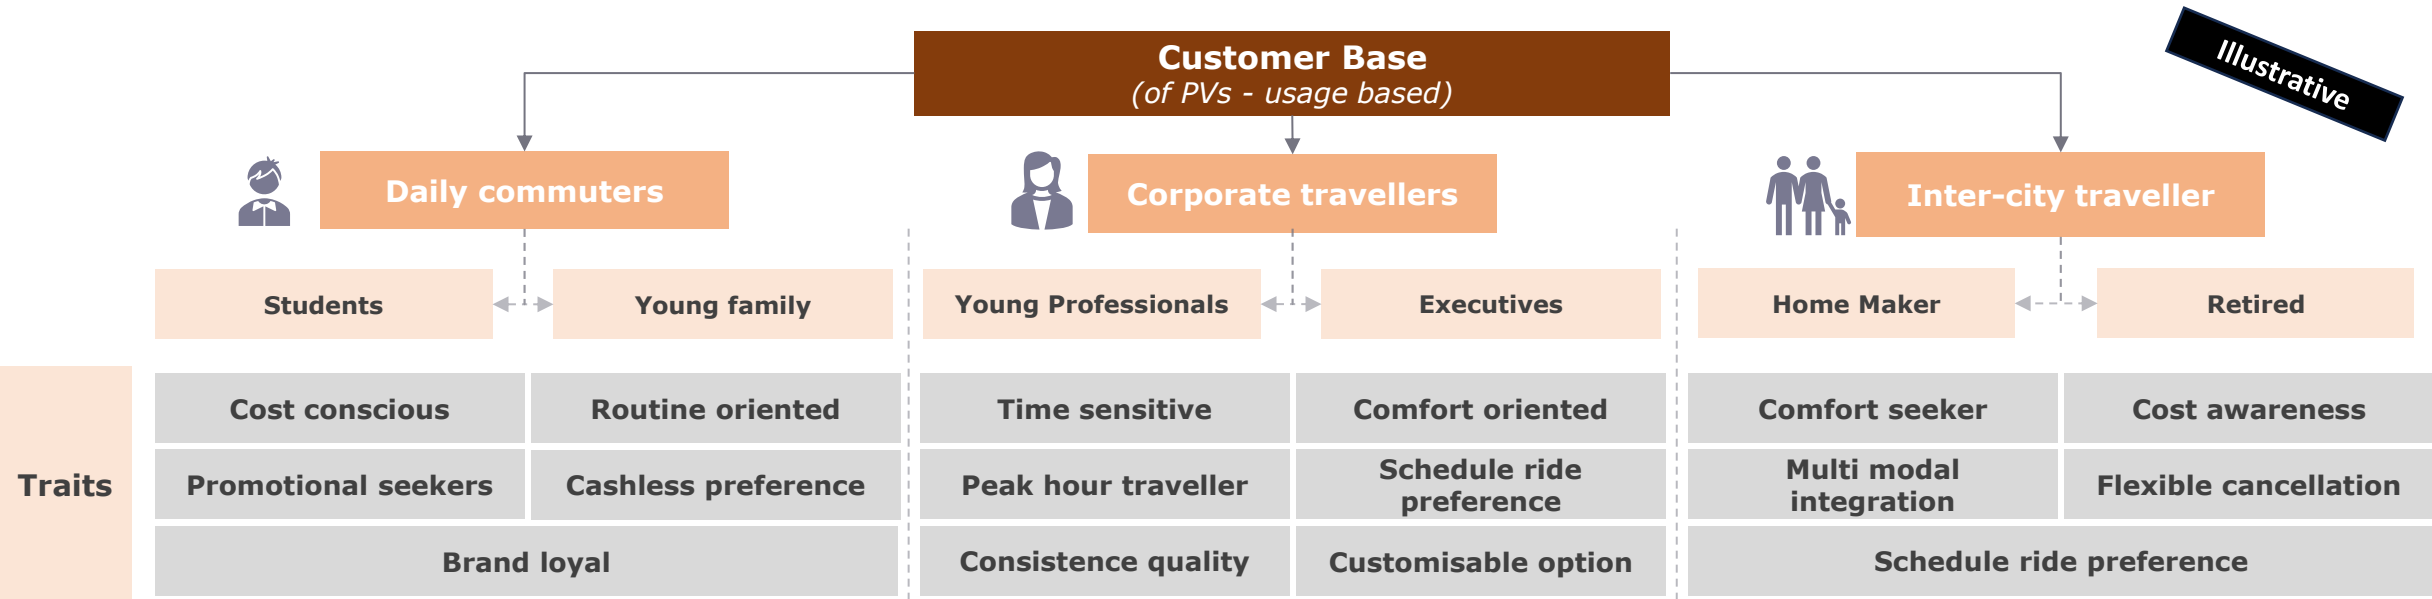 Customer Base
(of PVs - usage based)
Illustrative
Daily commuters
Corporate travellers
Inter-city traveller
Students
Young family
Young Professionals
Executives
Home Maker
Retired
Traits
Cost conscious
Routine oriented
Time sensitive
Comfort oriented
Comfort seeker
Cost awareness
Promotional seekers
Cashless preference
Peak hour traveller
Schedule ride
preference
Multi modal
integration
Flexible cancellation
Brand loyal
Consistence quality
Customisable option
Schedule ride preference